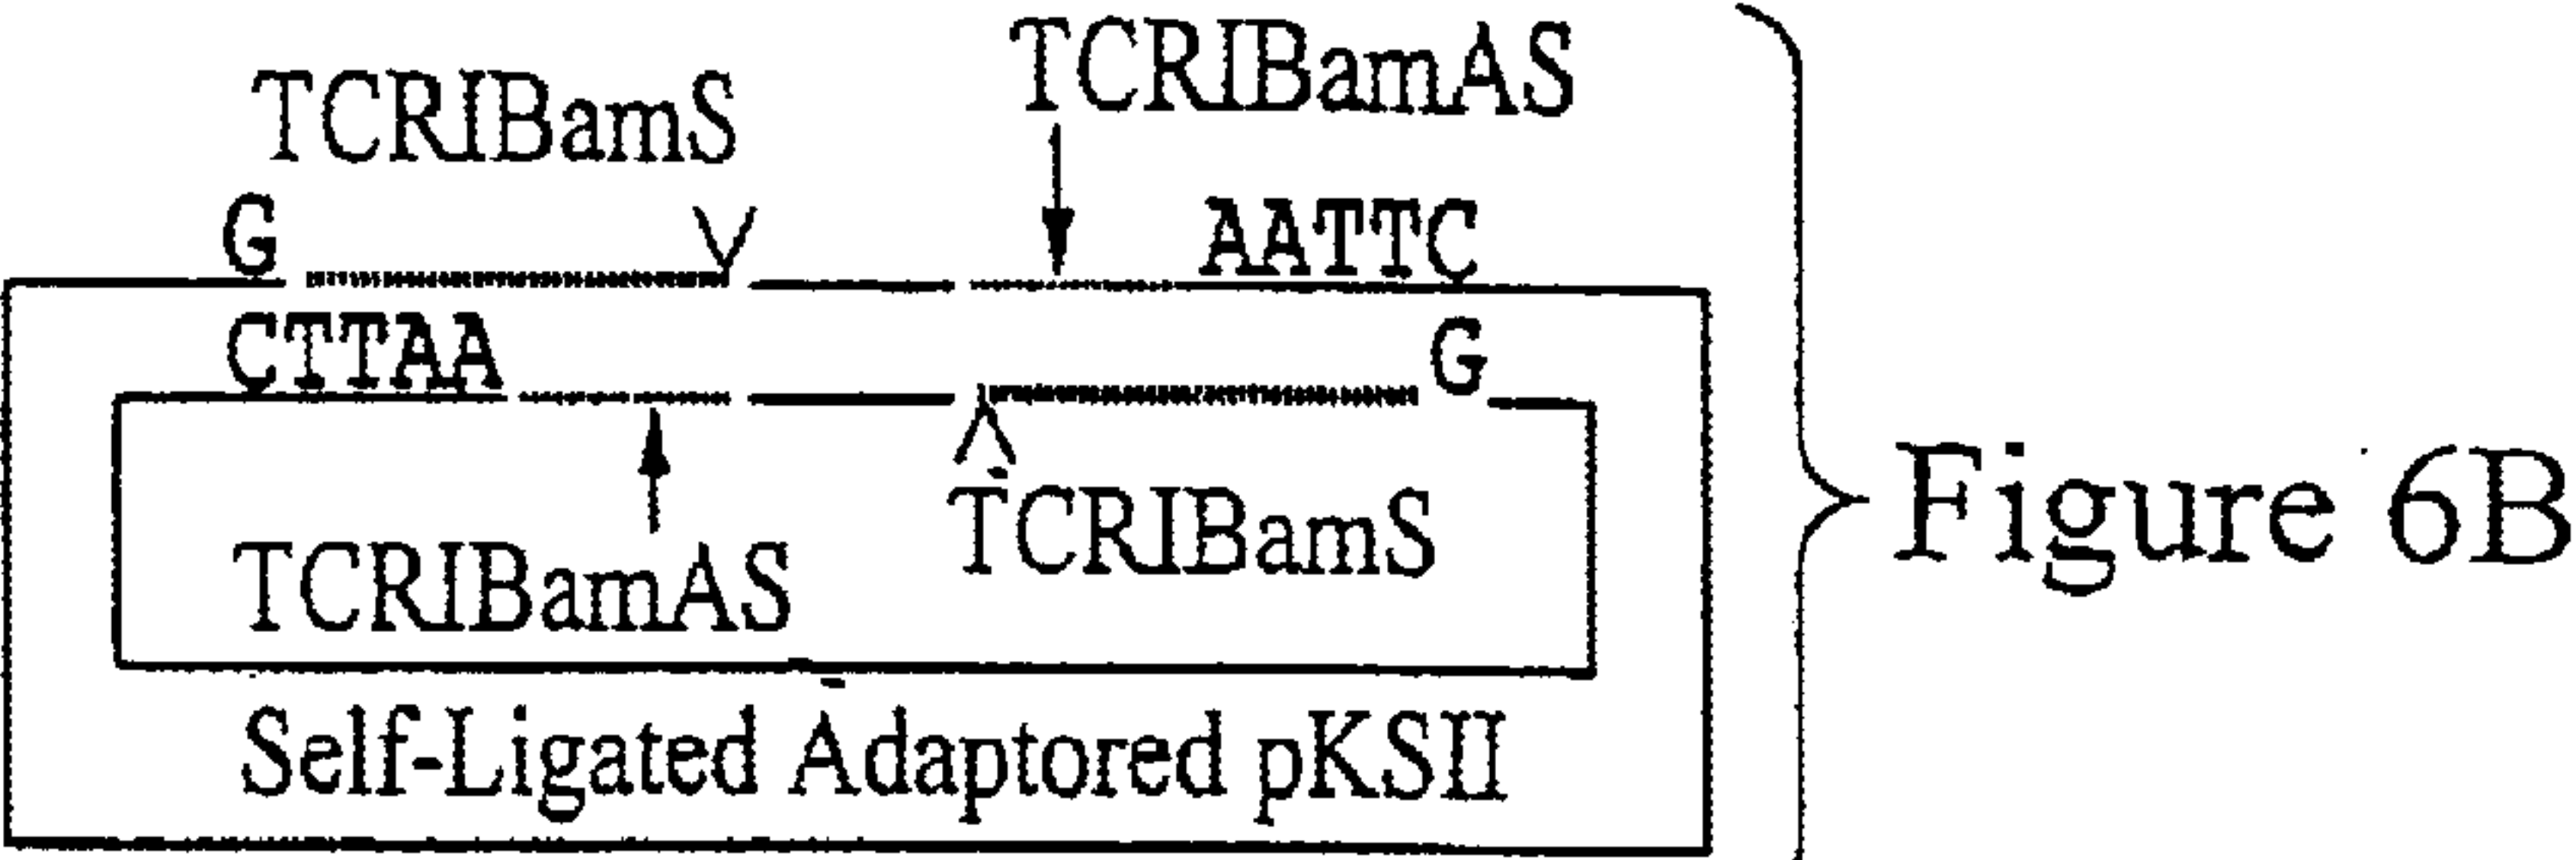 TCRIBamS
TCRIBamAS
G
AATTC
CTTAA
G
TCRIBamAS
TCRIBamS
Self-Ligated Adaptored pKSII
Figure 6B